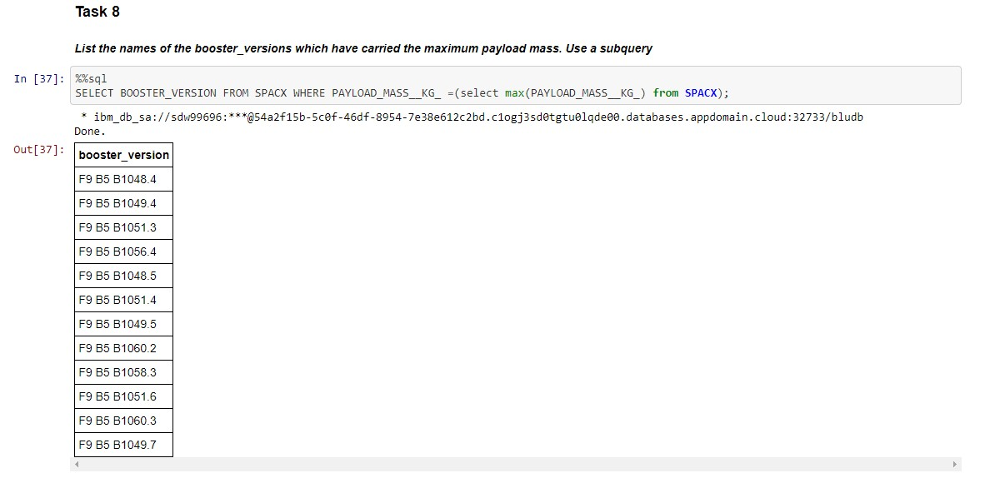 Task 8
List the names of the booster_versions which have carried the maximum payload mass. Use a subquery
In [37]: %%sql
SELECT BOOSTER_VERSION FROM SPACX WHERE PAYLOAD_MASS__KG_ =(select max(PAYLOAD_MASS__KG_) from SPACX);
* ibm_db_sa://sdw99696:***@54a2f15b-5c0f-46df-8954-7e38e612c2bd.c1ogj3sd0tgtu0lqde00.databases.appdomain.cloud:32733/bludb
Done.
Out[37]:
booster_version
F9 B5 B1048.4
F9 B5 B1049.4
F9 B5 B1051.3
F9 B5 B1056.4
F9 B5 B1048.5
F9 B5 B1051.4
F9 B5 B1049.5
F9 B5 B1060.2
F9 B5 B1058.3
F9 B5 B1051.6
F9 B5 B1060.3
F9 B5 B1049.7